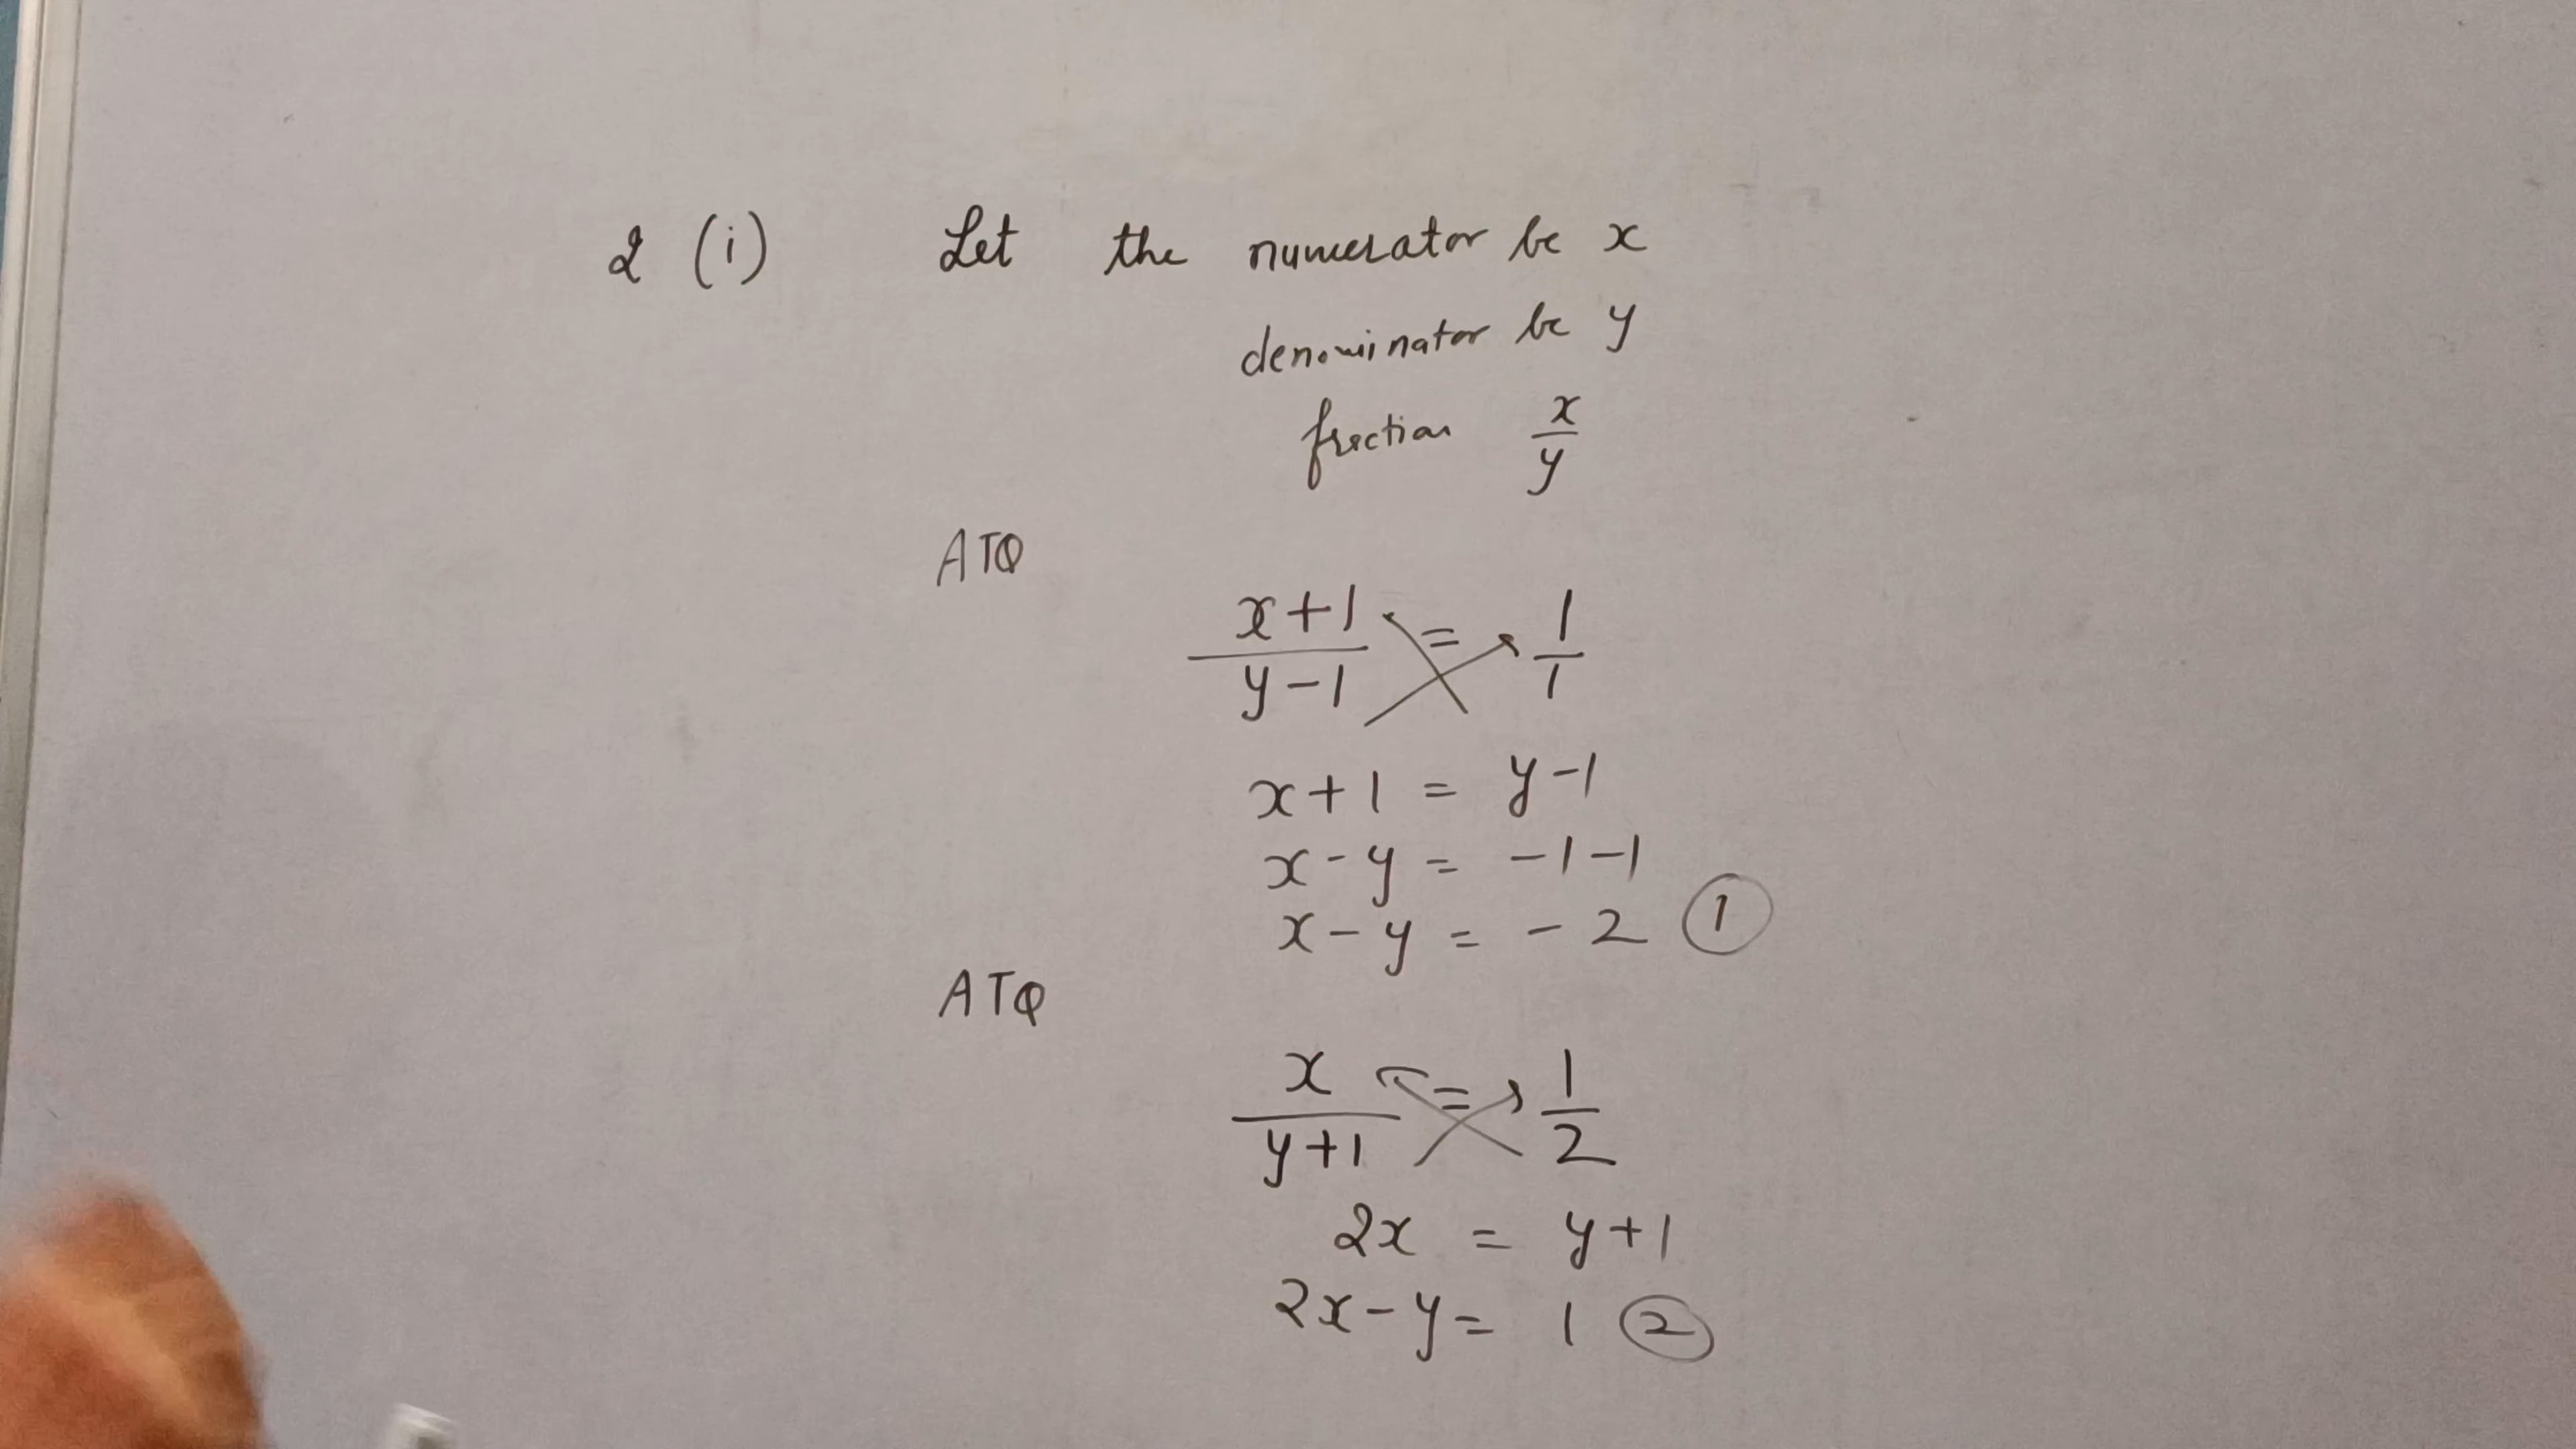 2 (i) Let the numerator be x
denominator be y
fraction x/y
ATQ
x+1/y-1 = 1/1
x+1 = y-1
x-y = -1-1
x-y = -2 ①
ATQ
x/y+1 = 1/2
2x = y+1
2x-y = 1 ②